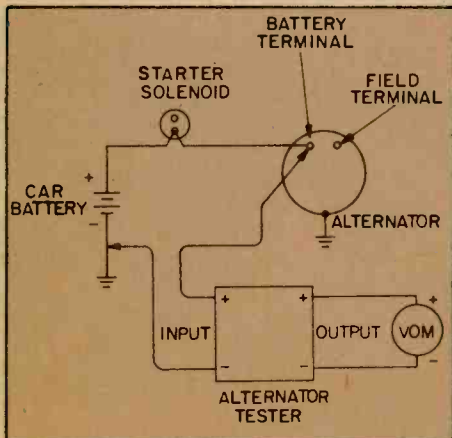 BATTERY
TERMINAL
STARTER
SOLENOID
FIELD
TERMINAL
+
CAR
BATTERY
-
ALTERNATOR
+ +
INPUT OUTPUT VOM
+
- -
-
ALTERNATOR
TESTER